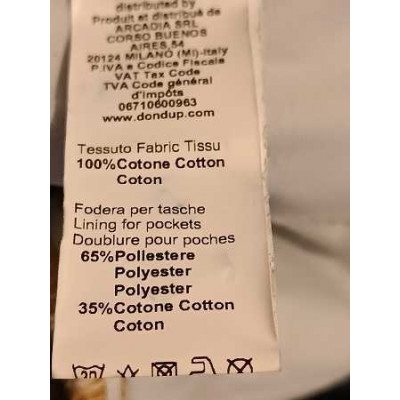 distributed by
Produit et distribué de
ARCADIA SRL
CORSO BUENOS
AIRES,54
20124 MILANO (MI)-Italy
P.IVA e Codice Fiscale
VAT Tax Code
TVA Code général
d'impôts
06710600963
www.dondup.com
Tessuto Fabric Tissu
100%Cotone Cotton
Coton
Fodera per tasche
Lining for pockets
Doublure pour poches
65%Poliestere
Polyester
Polyester
35%Cotone Cotton
Coton
30